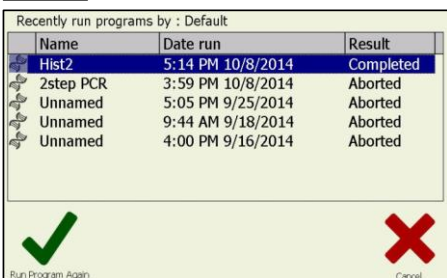 Recently run programs by : Default
Name Date run Result
Hist2 5:14 PM 10/8/2014 Completed
2step PCR 3:59 PM 10/8/2014 Aborted
Unnamed 5:05 PM 9/25/2014 Aborted
Unnamed 9:44 AM 9/18/2014 Aborted
Unnamed 4:00 PM 9/16/2014 Aborted
Run Program Again Cancel